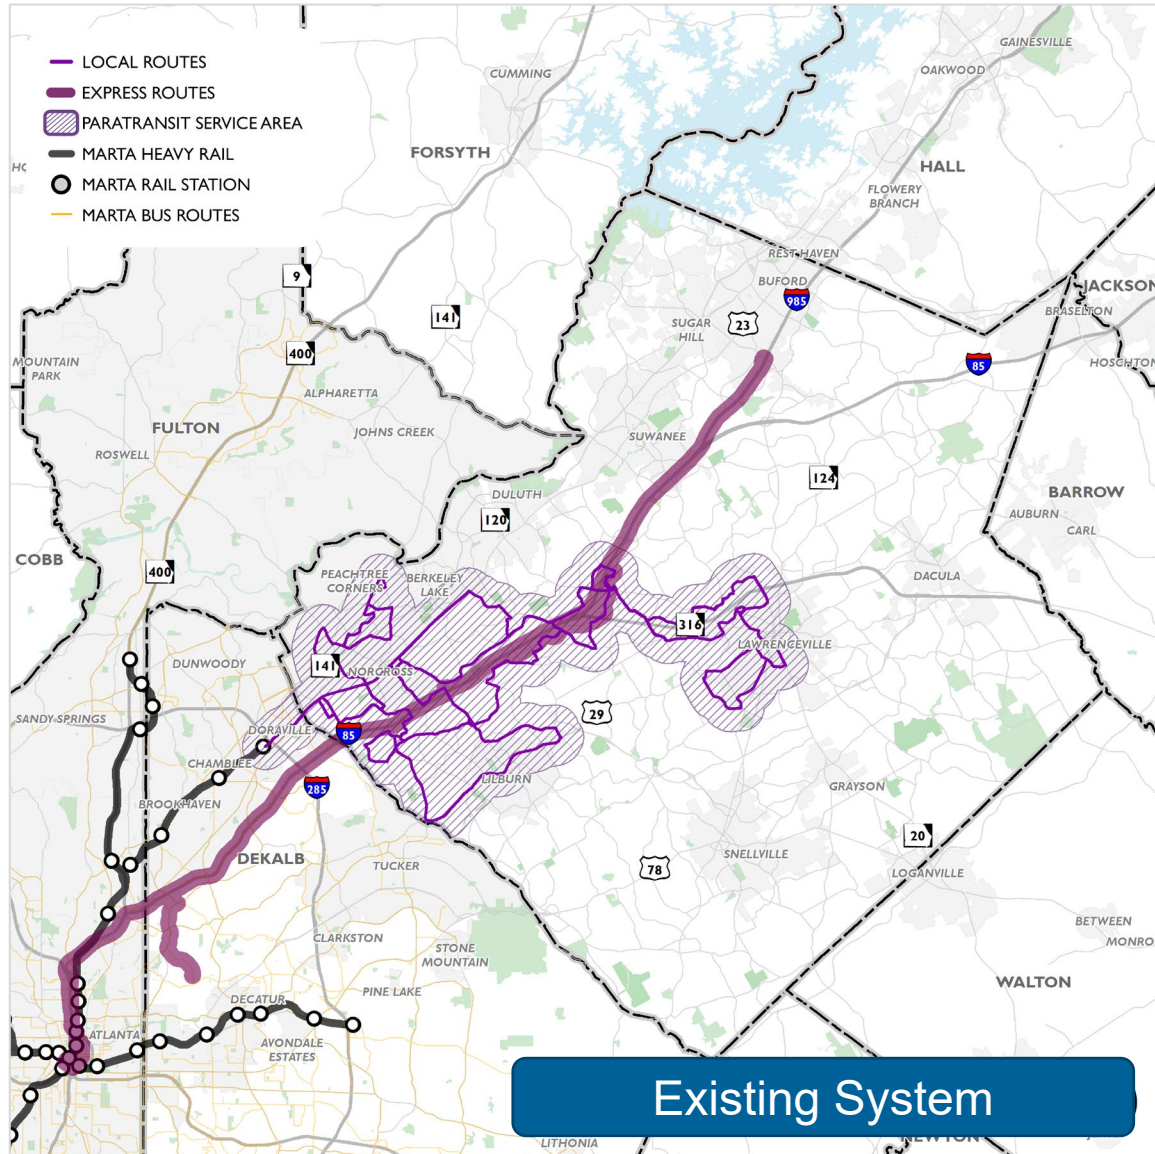 LOCAL ROUTES
EXPRESS ROUTES
PARATRANSIT SERVICE AREA
MARTA HEAVY RAIL
MARTA RAIL STATION
MARTA BUS ROUTES
GAINESVILLE
OAKWOOD
CUMMING
FORSYTH
HALL
FLOWERY
BRANCH
REST HAVEN
BUFORD
985
9
141
23
SUGAR
HILL
JACKSON
BRASELTON
400
85
HOSCHTON
MOUNTAIN
PARK
ALPHARETTA
FULTON
JOHNS CREEK
SUWANEE
ROSWELL
124
DULUTH
120
BARROW
AUBURN
CARL
COBB
400
PEACHTREE
CORNERS
BERKELEY
LAKE
DACULA
316
LAWRENCEVILLE
DUNWOODY
141
NORCROSS
SANDY SPRINGS
29
DORAVILLE
85
CHAMBLEE
LILBURN
285
GRAYSON
BROOKHAVEN
20
DEKALB
TUCKER
SNELLVILLE
78
LOGANVILLE
BETWEEN
MONRO
CLARKSTON
STONE
MOUNTAIN
WALTON
PINE LAKE
DECATUR
ATLANTA
AVONDALE
ESTATES
Existing System
LITHONIA
NEWTON